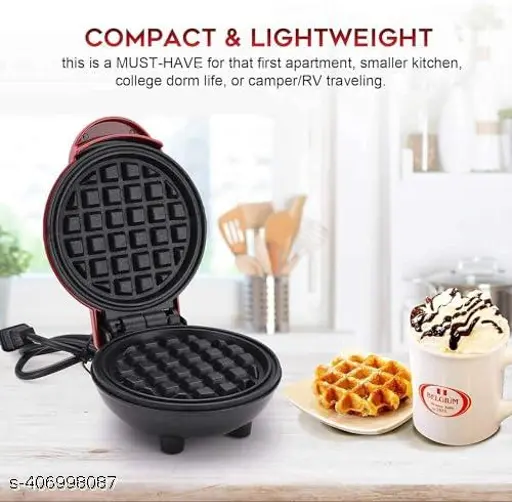 COMPACT & LIGHTWEIGHT
this is a MUST-HAVE for that first apartment, smaller kitchen,
college dorm life, or camper/RV traveling.
BELGIUM
s-406998087